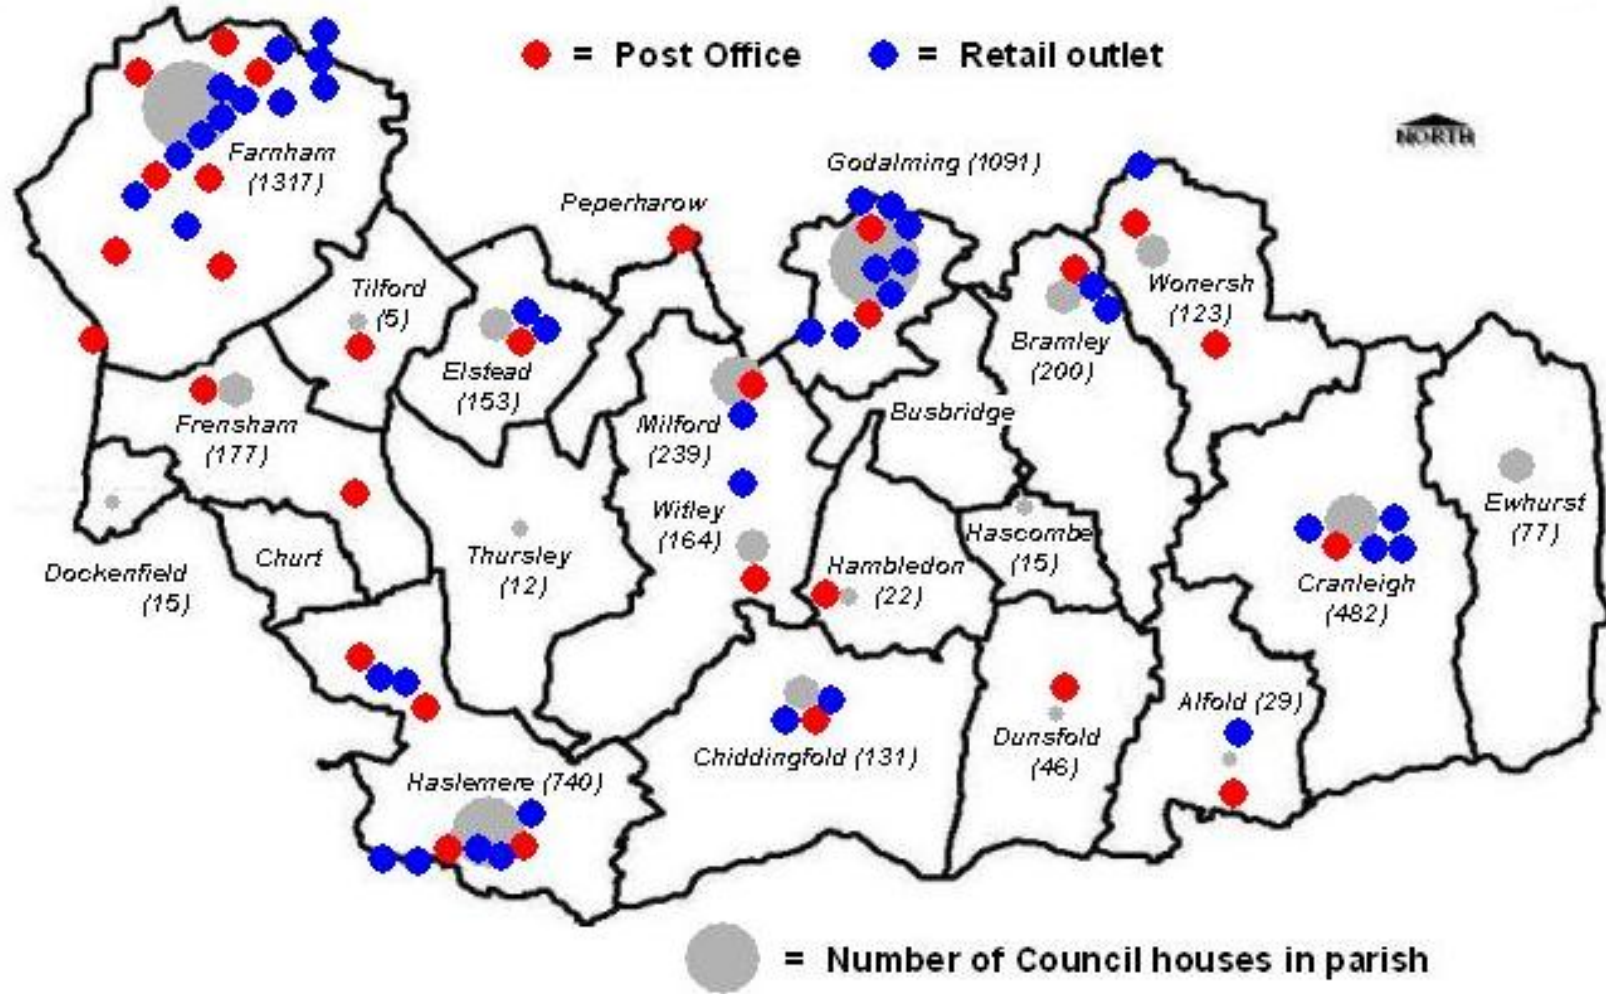 = Post Office
= Retail outlet
NORTH
Farnham
(1317)
Godalming (1091)
Peperharow
Tilford
(5)
Wonersh
(123)
Elstead
(153)
Bramley
(200)
Frensham
(177)
Milford
(239)
Busbridge
Ewhurst
(77)
Witley
(164)
Hascombe
(15)
Churt
Thursley
(12)
Hambledon
(22)
Dockenfield
(15)
Cranleigh
(482)
Alfold (29)
Dunsfold
(46)
Chiddingfold (131)
Haslemere (740)
= Number of Council houses in parish